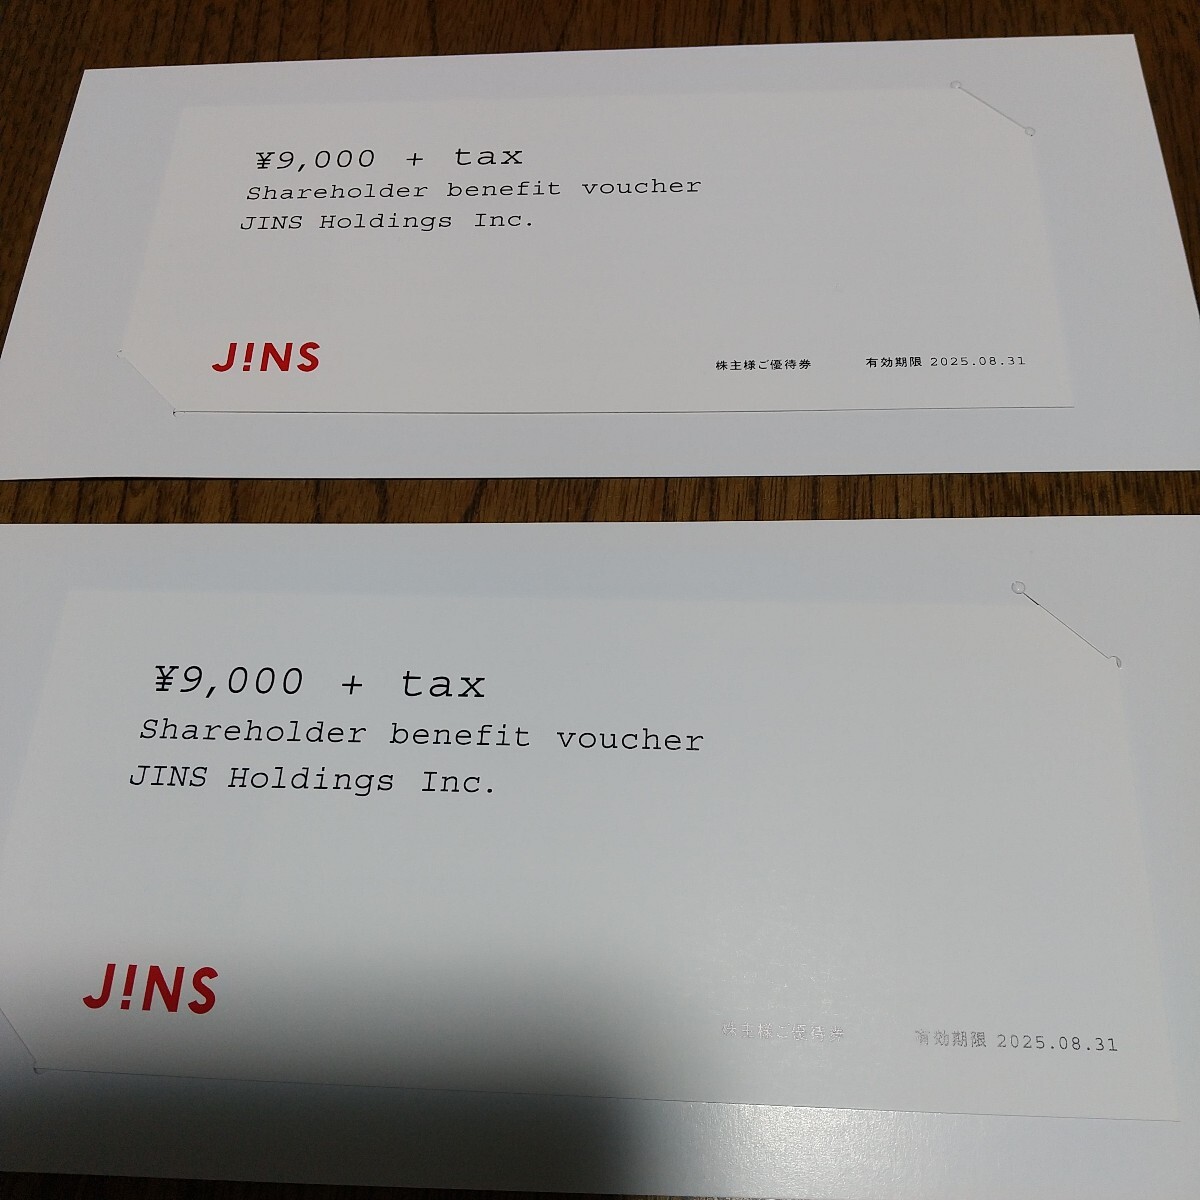 ¥9,000 + tax
Shareholder benefit voucher
JINS Holdings Inc.
J!NS
株主様ご優待券 有効期限 2025.08.31
¥9,000 + tax
Shareholder benefit voucher
JINS Holdings Inc.
J!NS
株主様ご優待券 有効期限 2025.08.31